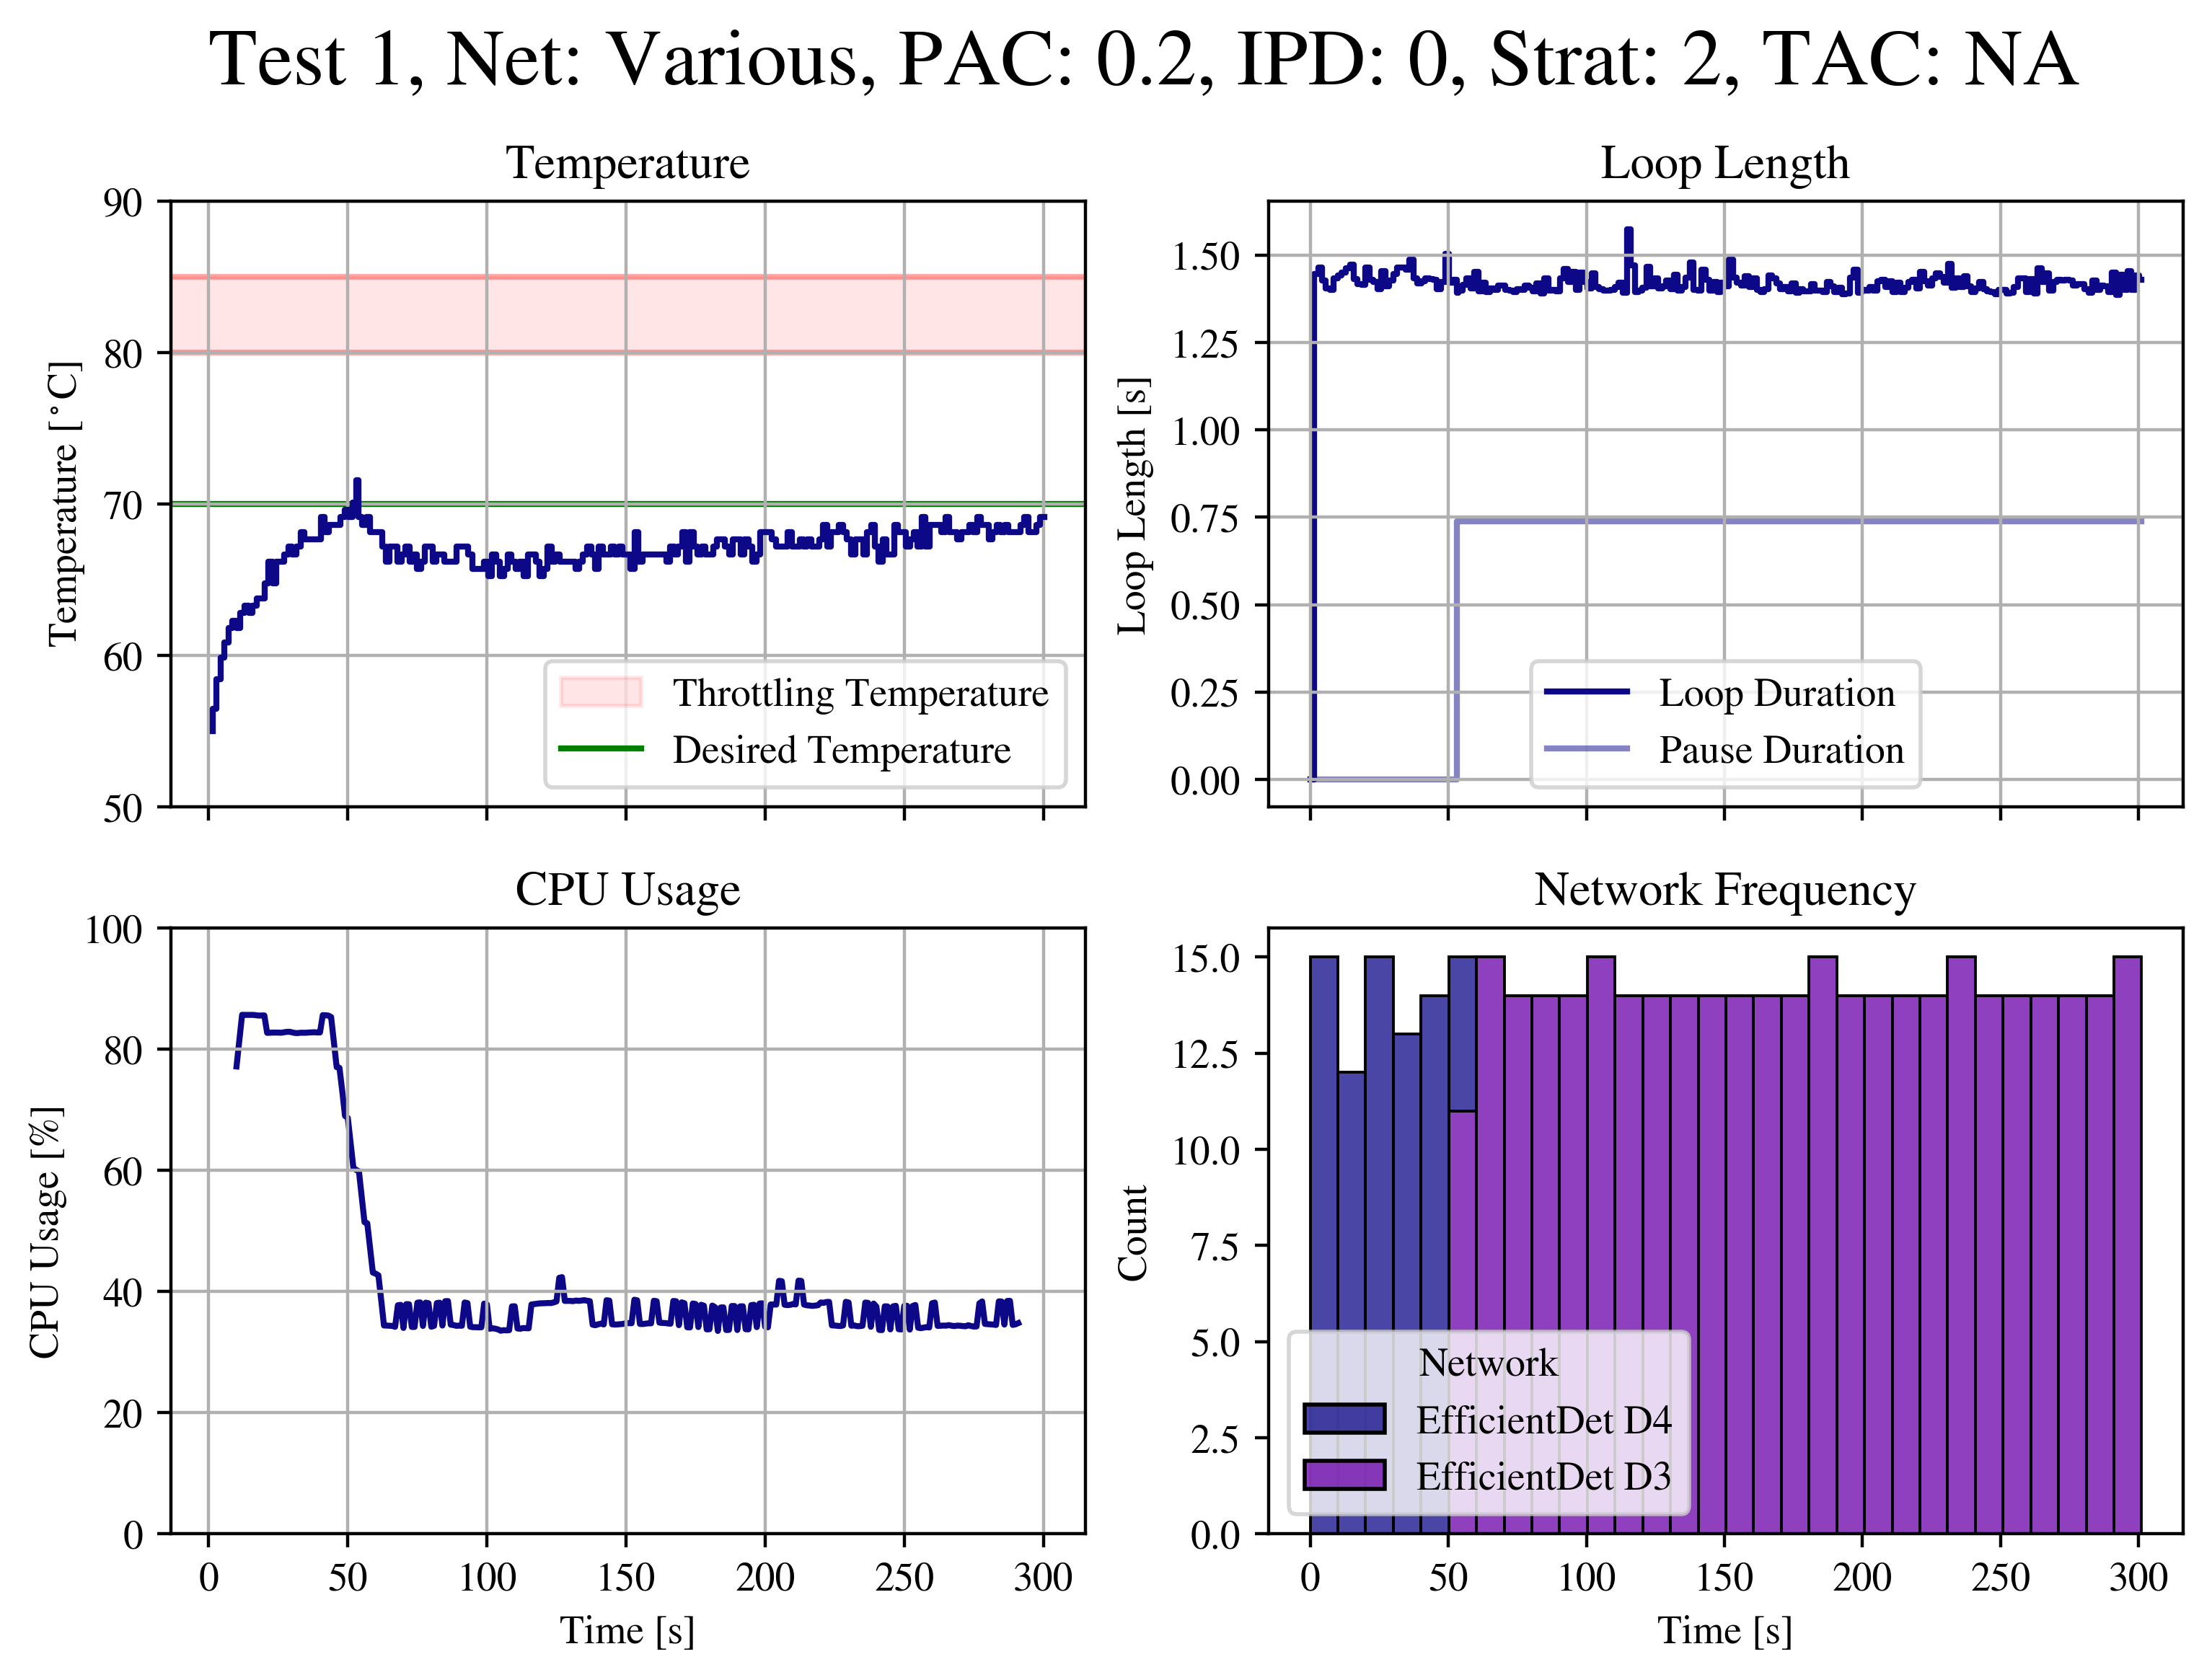 Test 1, Net: Various, PAC: 0.2, IPD: 0, Strat: 2, TAC: NA
Temperature
90
80
70
60
50
Temperature [°C]
Throttling Temperature
Desired Temperature
Loop Length
1.50
1.25
1.00
0.75
0.50
0.25
0.00
Loop Length [s]
Loop Duration
Pause Duration
CPU Usage
100
80
60
40
20
0
CPU Usage [%]
0 50 100 150 200 250 300
Time [s]
Network Frequency
15.0
12.5
10.0
7.5
5.0
2.5
0.0
Count
Network
EfficientDet D4
EfficientDet D3
0 50 100 150 200 250 300
Time [s]